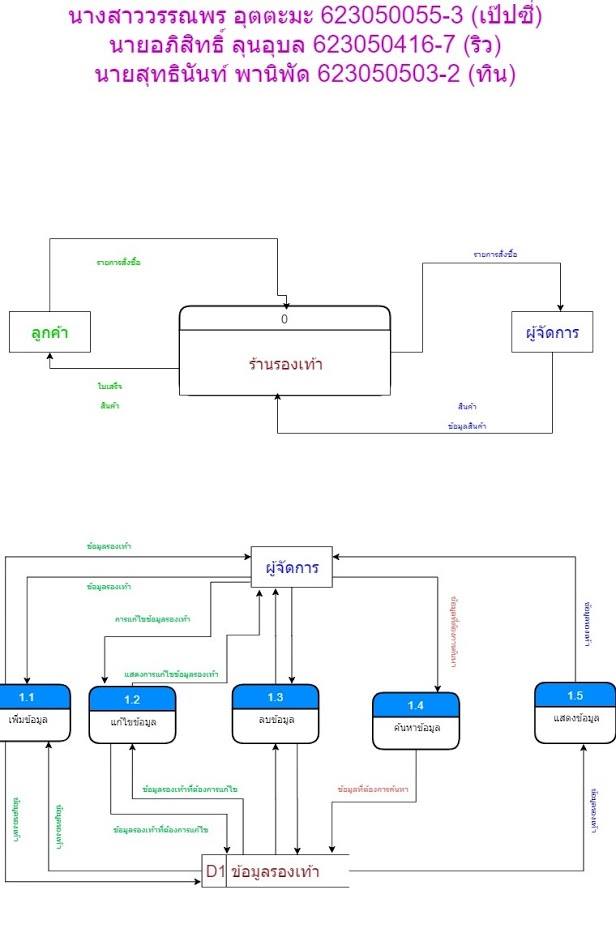 นางสาววรรณพร อุตตะมะ 623050055-3 (เป๊ปซี่)
นายอภิสิทธิ์ ลุนอุบล 623050416-7 (ริว)
นายสุทธินันท์ พานิพัด 623050503-2 (ทิน)
รายการสั่งซื้อ
รายการสั่งซื้อ
0
ลูกค้า
ร้านรองเท้า
ผู้จัดการ
ใบเสร็จ
สินค้า
สินค้า
ข้อมูลสินค้า
ข้อมูลรองเท้า
ผู้จัดการ
ข้อมูลรองเท้า
การแก้ไขข้อมูลรองเท้า
ข้อมูลที่ต้องการค้นหา
ข้อมูลรองเท้า
แสดงการแก้ไขข้อมูลรองเท้า
1.1
เพิ่มข้อมูล
1.2
แก้ไขข้อมูล
1.3
ลบข้อมูล
1.4
ค้นหาข้อมูล
1.5
แสดงข้อมูล
ข้อมูลรองเท้า
ข้อมูลรองเท้า
ข้อมูลรองเท้าที่ต้องการแก้ไข
ข้อมูลที่ต้องการค้นหา
ข้อมูลรองเท้า
ข้อมูลรองเท้าที่ต้องการแก้ไข
D1 ข้อมูลรองเท้า